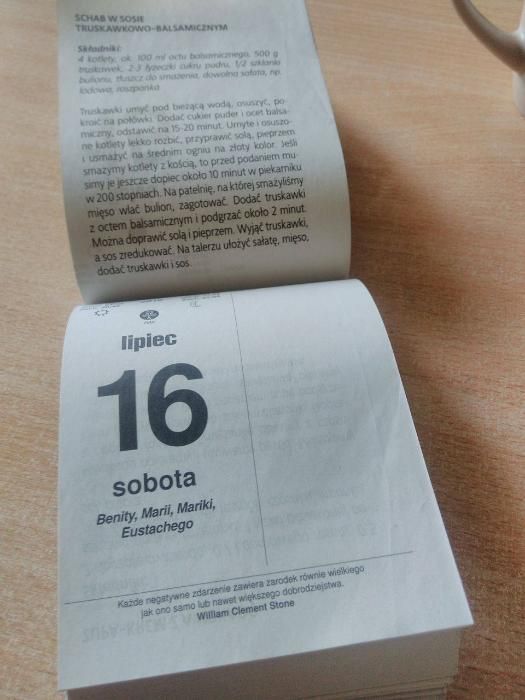 SCHAB W SOSIE
TRUSKAWKOWO-BALSAMICZNYM
Składniki:
4 kotlety, ok. 100 ml octu balsamicznego, 500 g
truskawek, 2-3 łyżeczki cukru pudru, 1/2 szklanki
bulionu, tłuszcz do smażenia, dowolna sałata, np.
lodowa, roszponka
Truskawki umyć pod bieżącą wodą, osuszyć, po-
kroić na połówki. Dodać cukier puder i ocet balsa-
miczny, odstawić na 15-20 minut. Umyte i osuszo-
ne kotlety lekko rozbić, przyprawić solą, pieprzem
i usmażyć na średnim ogniu na złoty kolor. Jeśli
smażymy kotlety z kością, to przed podaniem mu-
simy je jeszcze dopiec około 10 minut w piekarniku
w 200 stopniach. Na patelnię, na której smażyliśmy
mięso wlać bulion, zagotować. Dodać truskawki
z octem balsamicznym i podgrzać około 2 minut.
Można doprawić solą i pieprzem. Wyjąć truskawki,
a sos zredukować. Na talerzu ułożyć sałatę, mięso,
dodać truskawki i sos.
lipiec
16
sobota
Benity, Marii, Mariki,
Eustachego
Każde negatywne zdarzenie zawiera zarodek równie wielkiego
jak ono samo lub nawet większego dobrodziejstwa.
William Clement Stone